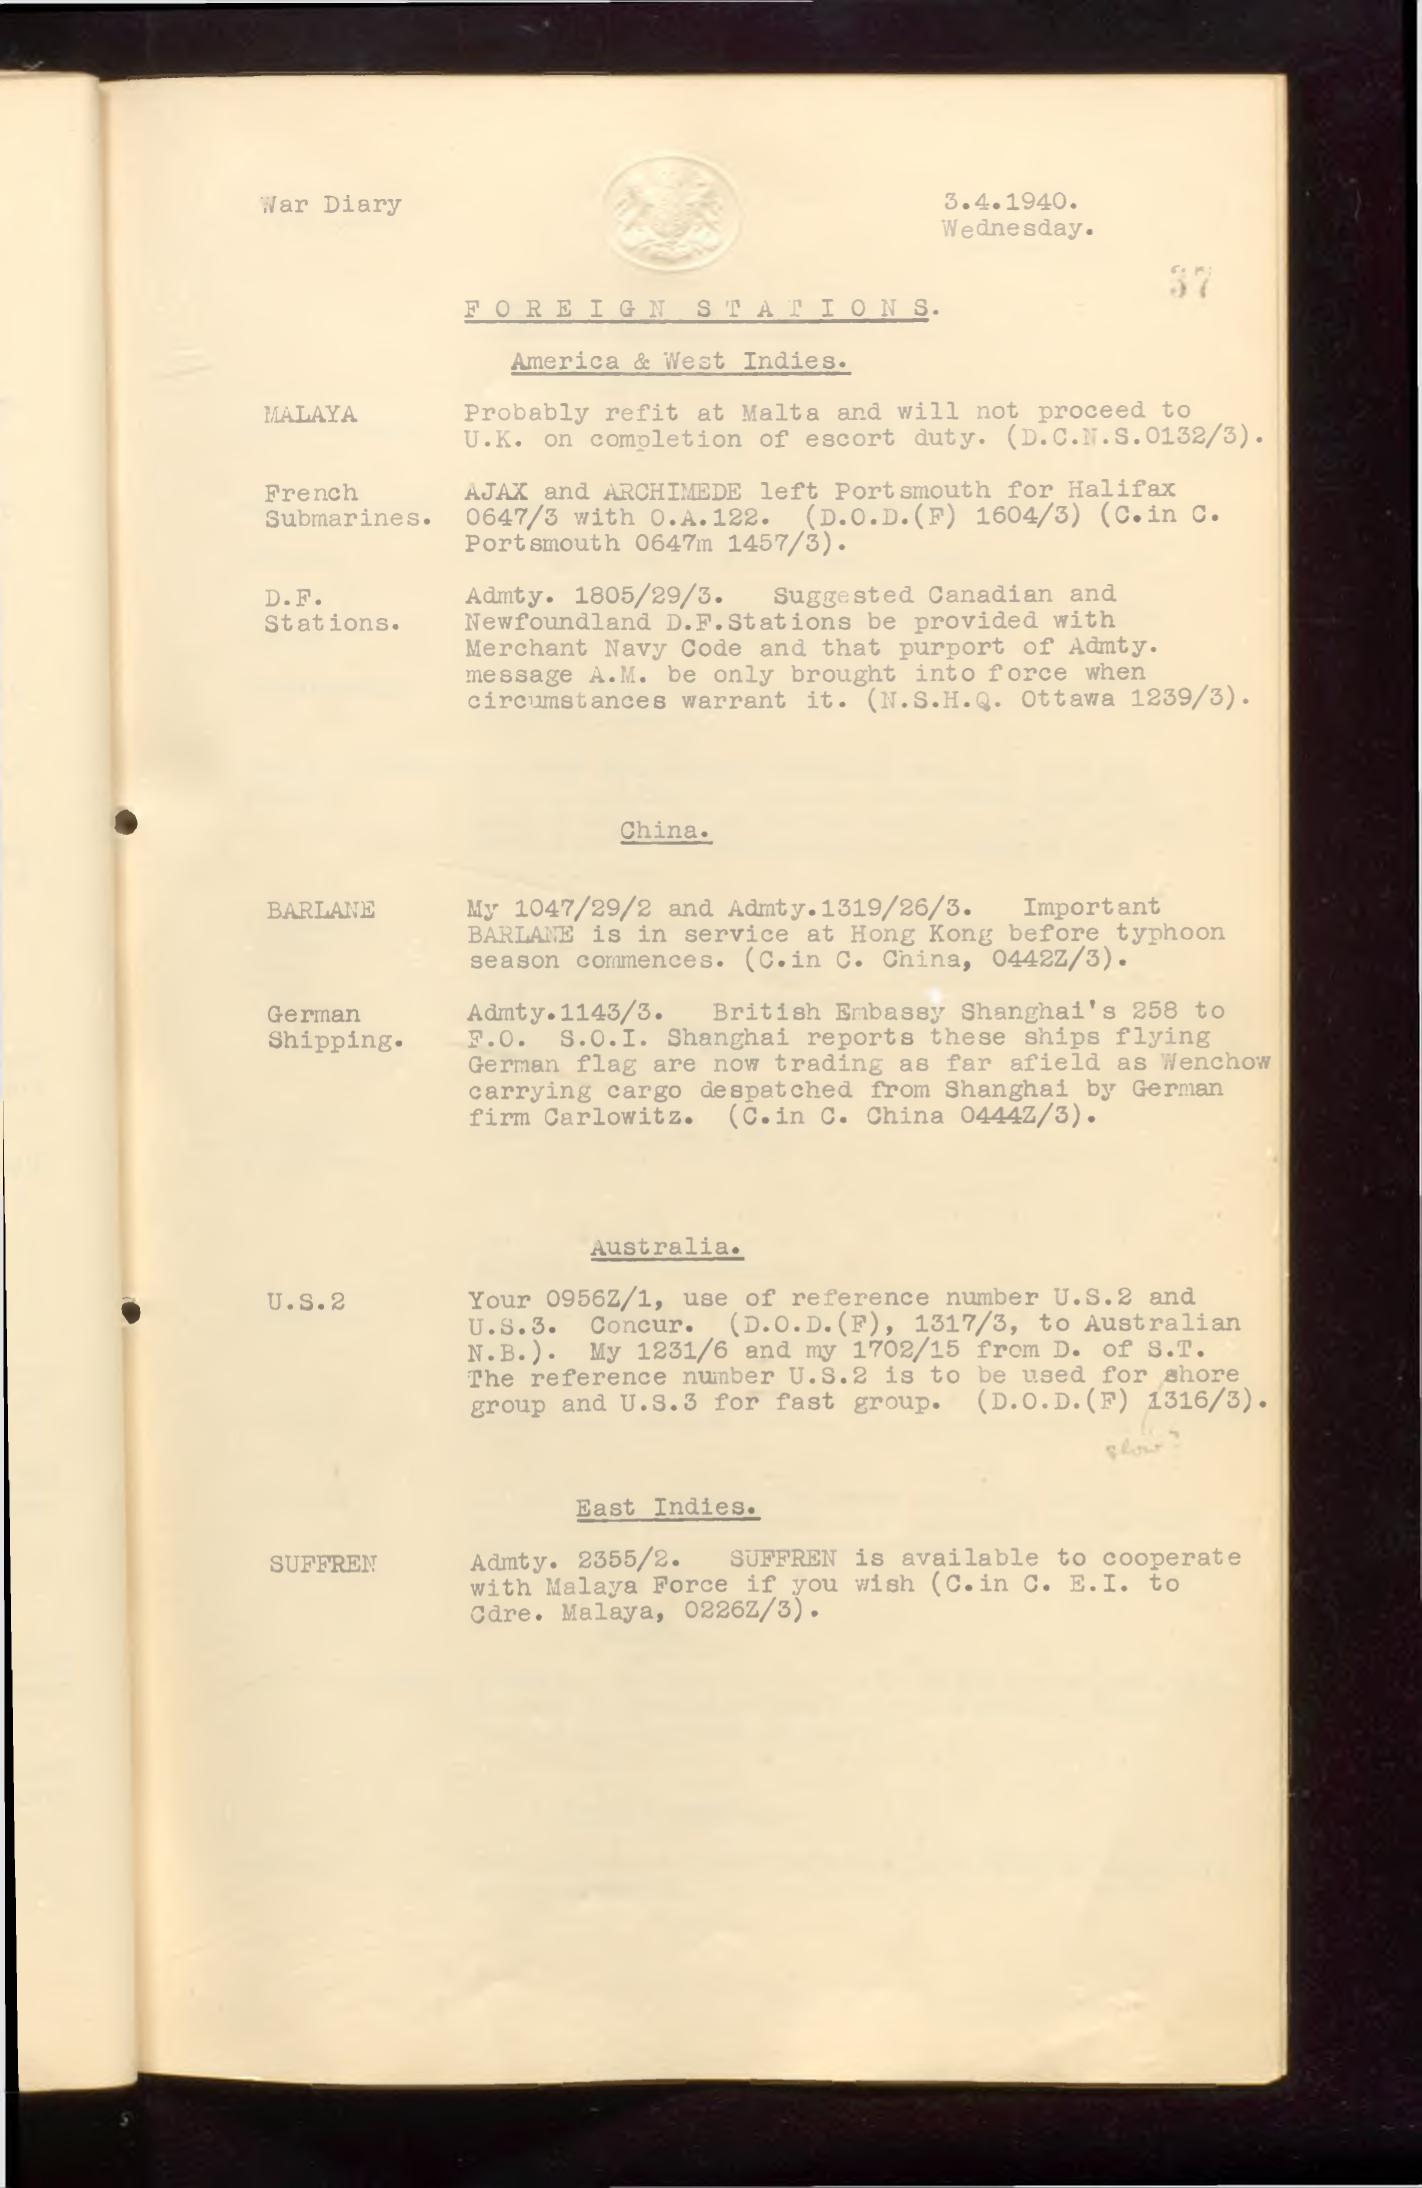 War Diary
3.4.1940.
Wednesday.
37
FOREIGN STATIONS.
America & West Indies.
MALAYA Probably refit at Malta and will not proceed to
U.K. on completion of escort duty. (D.C.N.S.0132/3).
French AJAX and ARCHIMEDE left Portsmouth for Halifax
Submarines. 0647/3 with O.A.122. (D.O.D.(F) 1604/3) (C.in C.
Portsmouth 0647m 1457/3).
D.F. Admty. 1805/29/3. Suggested Canadian and
Stations. Newfoundland D.F.Stations be provided with
Merchant Navy Code and that purport of Admty.
message A.M. be only brought into force when
circumstances warrant it. (N.S.H.Q. Ottawa 1239/3).
China.
BARLANE My 1047/29/2 and Admty.1319/26/3. Important
BARLANE is in service at Hong Kong before typhoon
season commences. (C.in C. China, 0442Z/3).
German Admty.1143/3. British Embassy Shanghai's 258 to
Shipping. F.O. S.O.I. Shanghai reports these ships flying
German flag are now trading as far afield as Wenchow
carrying cargo despatched from Shanghai by German
firm Carlowitz. (C.in C. China 0444Z/3).
Australia.
U.S.2 Your 0956Z/1, use of reference number U.S.2 and
U.S.3. Concur. (D.O.D.(F), 1317/3, to Australian
N.B.). My 1231/6 and my 1702/15 from D. of S.T.
The reference number U.S.2 is to be used for shore
group and U.S.3 for fast group. (D.O.D.(F) 1316/3).
slow?
East Indies.
SUFFREN Admty. 2355/2. SUFFREN is available to cooperate
with Malaya Force if you wish (C.in C. E.I. to
Cdre. Malaya, 0226Z/3).